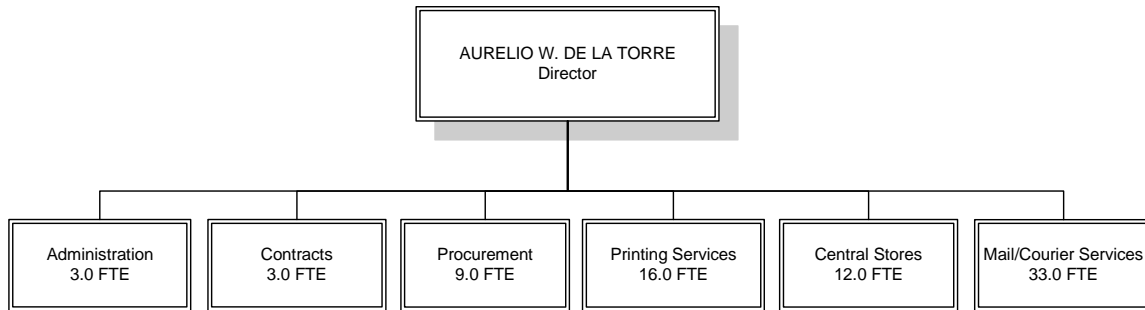 AURELIO W. DE LA TORRE
Director
Administration
3.0 FTE
Contracts
3.0 FTE
Procurement
9.0 FTE
Printing Services
16.0 FTE
Central Stores
12.0 FTE
Mail/Courier Services
33.0 FTE